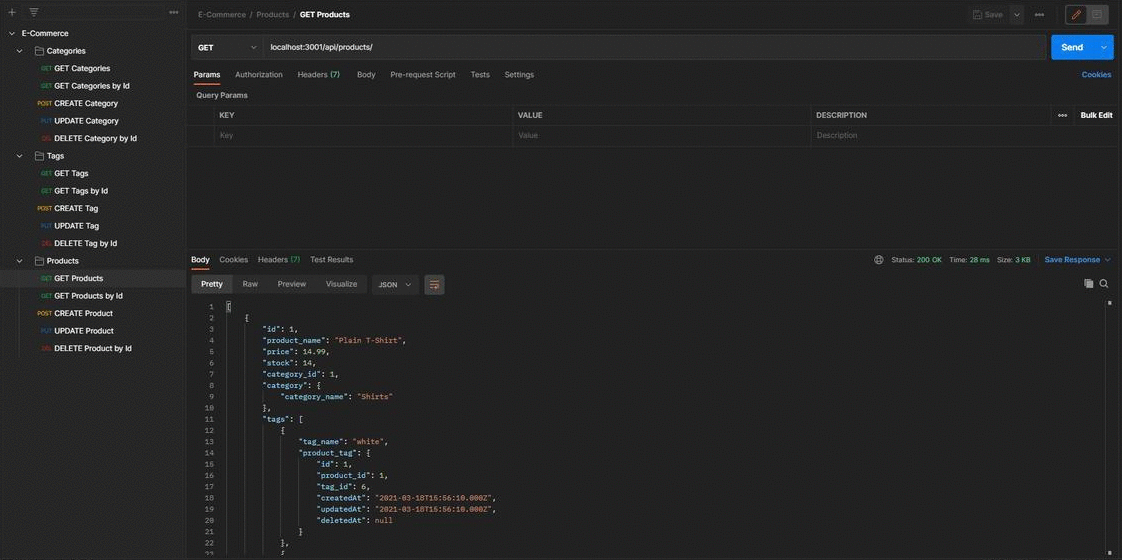 E-Commerce / Products / GET Products
Save
GET
localhost:3001/api/products/
Send
Params Authorization Headers (7) Body Pre-request Script Tests Settings
Cookies
Query Params
KEY VALUE DESCRIPTION
Bulk Edit
Key Value Description
E-Commerce
Categories
GET GET Categories
GET GET Categories by Id
POST CREATE Category
PUT UPDATE Category
DEL DELETE Category by Id
Tags
GET GET Tags
GET GET Tags by Id
POST CREATE Tag
PUT UPDATE Tag
DEL DELETE Tag by Id
Products
GET GET Products
GET GET Products by Id
POST CREATE Product
PUT UPDATE Product
DEL DELETE Product by Id
Body Cookies Headers (7) Test Results
Status: 200 OK Time: 28 ms Size: 3 KB Save Response
Pretty Raw Preview Visualize JSON
1 [
2 {
3 "id": 1,
4 "product_name": "Plain T-Shirt",
5 "price": 14.99,
6 "stock": 14,
7 "category_id": 1,
8 "category": {
9 "category_name": "Shirts"
10 },
11 "tags": [
12 {
13 "tag_name": "white",
14 "product_tag": {
15 "id": 1,
16 "product_id": 1,
17 "tag_id": 6,
18 "createdAt": "2021-03-18T15:56:10.000Z",
19 "updatedAt": "2021-03-18T15:56:10.000Z",
20 "deletedAt": null
21 }
22 },
23 {